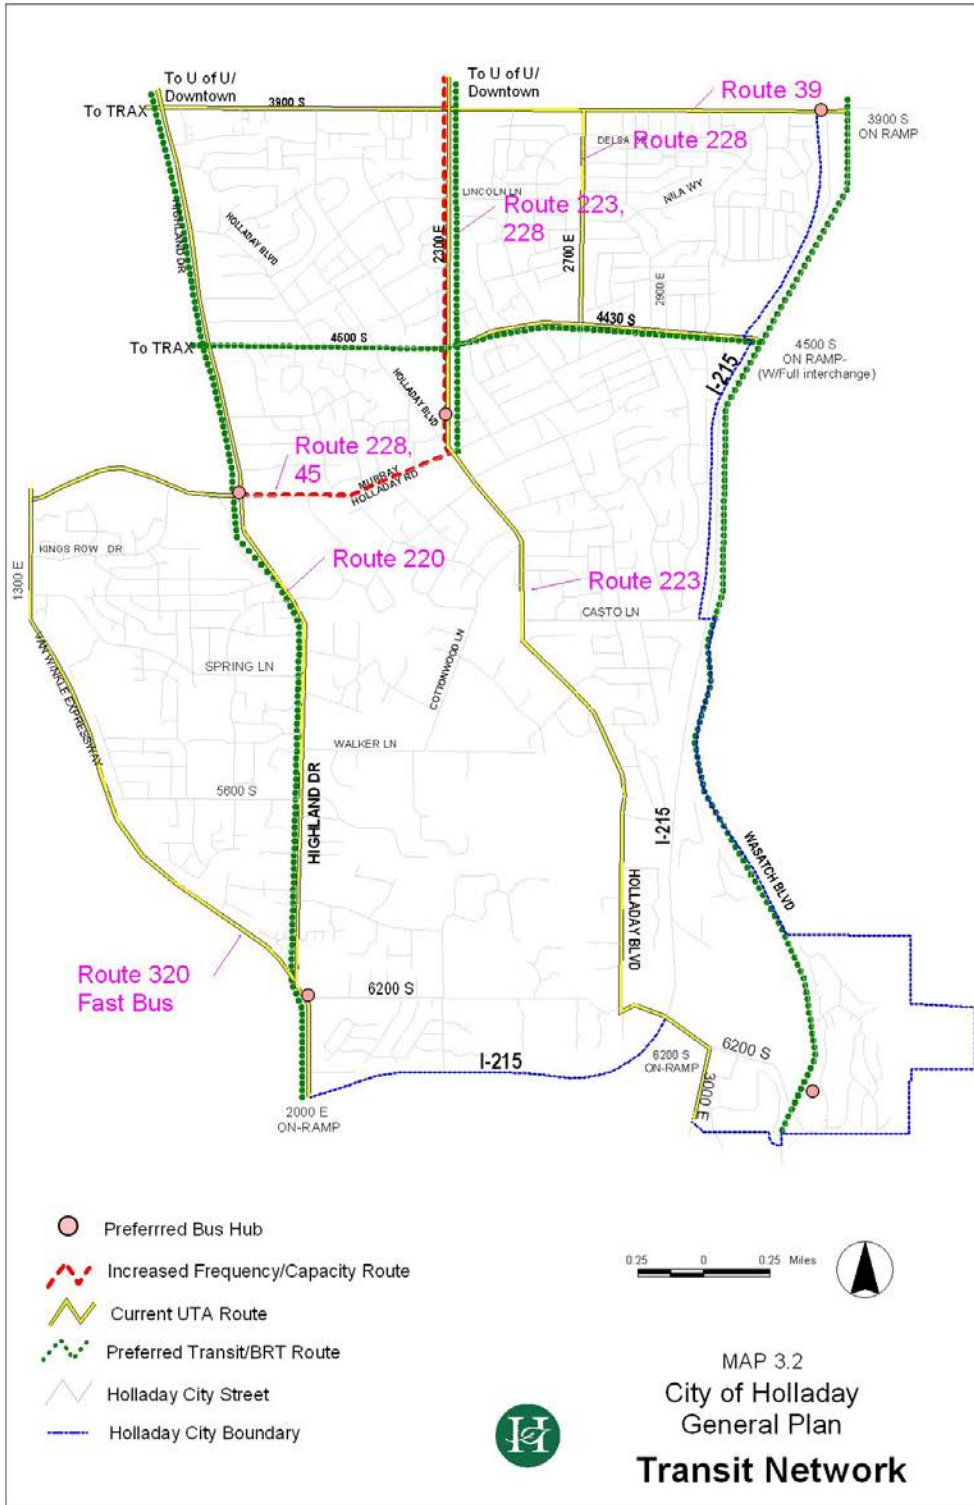 To U of U/
Downtown
To U of U/
Downtown
To TRAX
3900 S
Route 39
3900 S
ON RAMP
Route 228
LINCOLN LN
NILA WY
Route 223,
228
HIGHLAND DR
HOLLADAY BLVD
2300 E
2700 E
2900 E
4430 S
4500 S
To TRAX
4500 S
ON RAMP-
(W/Full interchange)
I-215
HOLLADAY BLVD
Route 228,
45
MURRAY
HOLLADAY RD
KINGS ROW DR
1300 E
Route 220
Route 223
CASTO LN
VAN WINKLE EXPRESSWAY
SPRING LN
COTTONWOOD LN
WALKER LN
5600 S
HIGHLAND DR
I-215
WASATCH BLVD
HOLLADAY BLVD
Route 320
Fast Bus
6200 S
I-215
6200 S
ON-RAMP
6200 S
3000 E
2000 E
ON-RAMP
Preferrred Bus Hub
Increased Frequency/Capacity Route
Current UTA Route
Preferred Transit/BRT Route
Holladay City Street
Holladay City Boundary
0.25 0 0.25 Miles
H
MAP 3.2
City of Holladay
General Plan
Transit Network